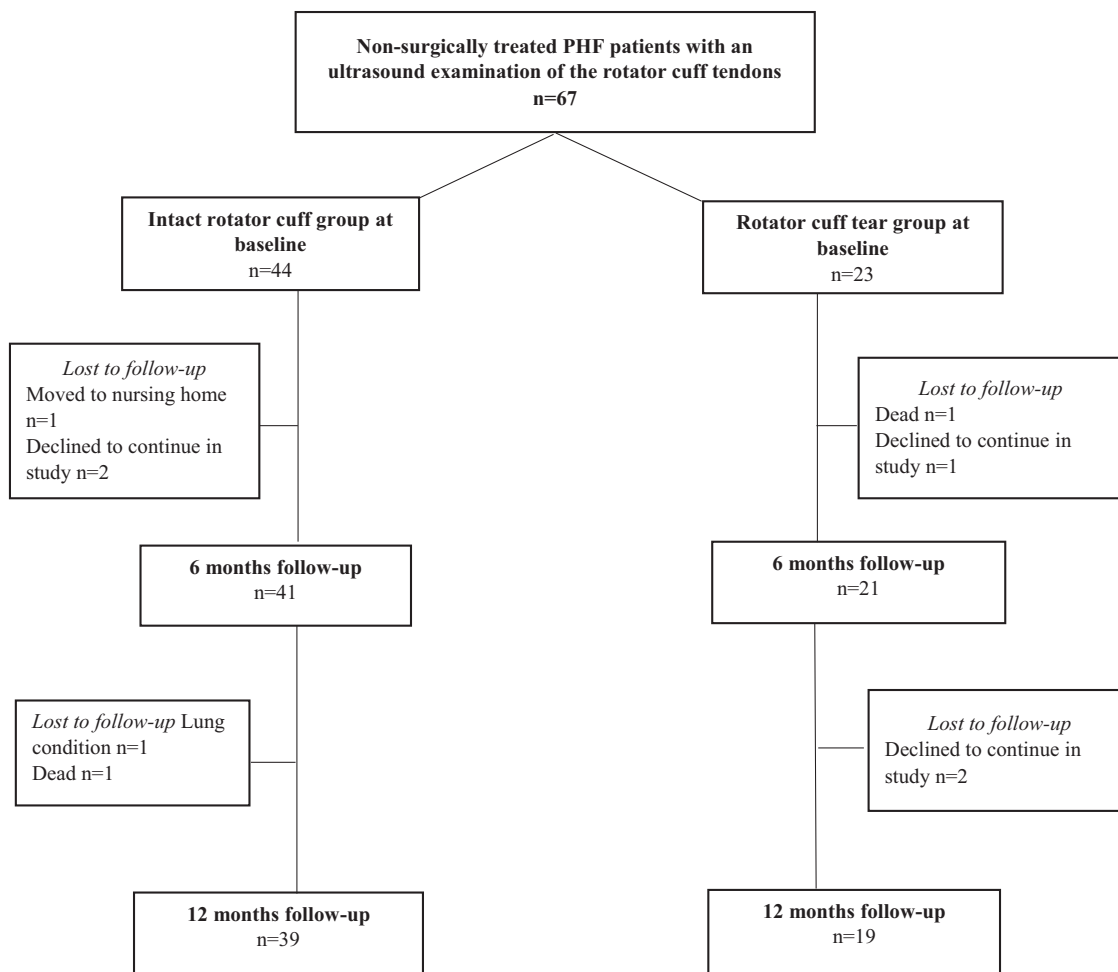 Non-surgically treated PHF patients with an
ultrasound examination of the rotator cuff tendons
n=67
Intact rotator cuff group at
baseline
n=44
Rotator cuff tear group at
baseline
n=23
Lost to follow-up
Moved to nursing home
n=1
Declined to continue in
study n=2
Lost to follow-up
Dead n=1
Declined to continue in
study n=1
6 months follow-up
n=41
6 months follow-up
n=21
Lost to follow-up Lung
condition n=1
Dead n=1
Lost to follow-up
Declined to continue in
study n=2
12 months follow-up
n=39
12 months follow-up
n=19